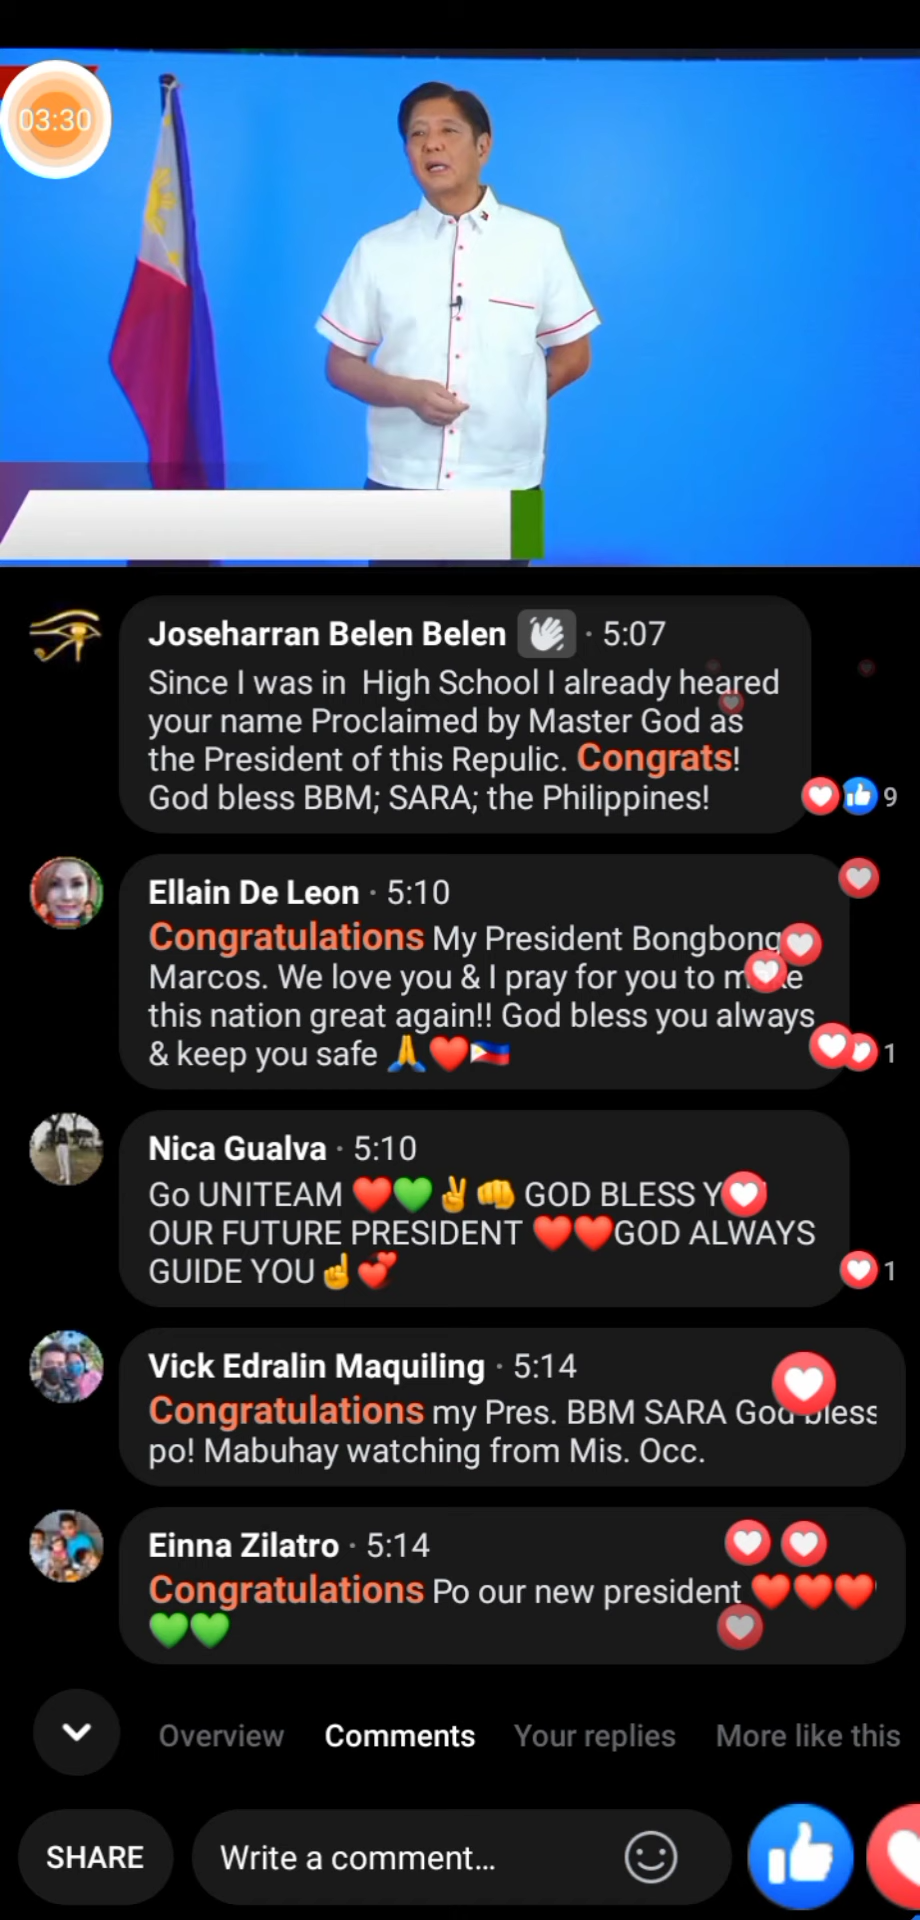 03:30
Joseharran Belen Belen · 5:07
Since I was in High School I already heared
your name Proclaimed by Master God as
the President of this Repulic. Congrats!
God bless BBM; SARA; the Philippines!
9
Ellain De Leon · 5:10
Congratulations My President Bongbong
Marcos. We love you & I pray for you to
this nation great again!! God bless you always
& keep you safe 🙏❤️🇵🇭
1
Nica Gualva · 5:10
Go UNITEAM ❤️💚✌️👊 GOD BLESS
OUR FUTURE PRESIDENT ❤️❤️GOD ALWAYS
GUIDE YOU☝️💕
1
Vick Edralin Maquiling · 5:14
Congratulations my Pres. BBM SARA God bless
po! Mabuhay watching from Mis. Occ.
Einna Zilatro · 5:14
Congratulations Po our new president ❤️❤️❤️
💚💚
Overview Comments Your replies More like this
SHARE Write a comment...